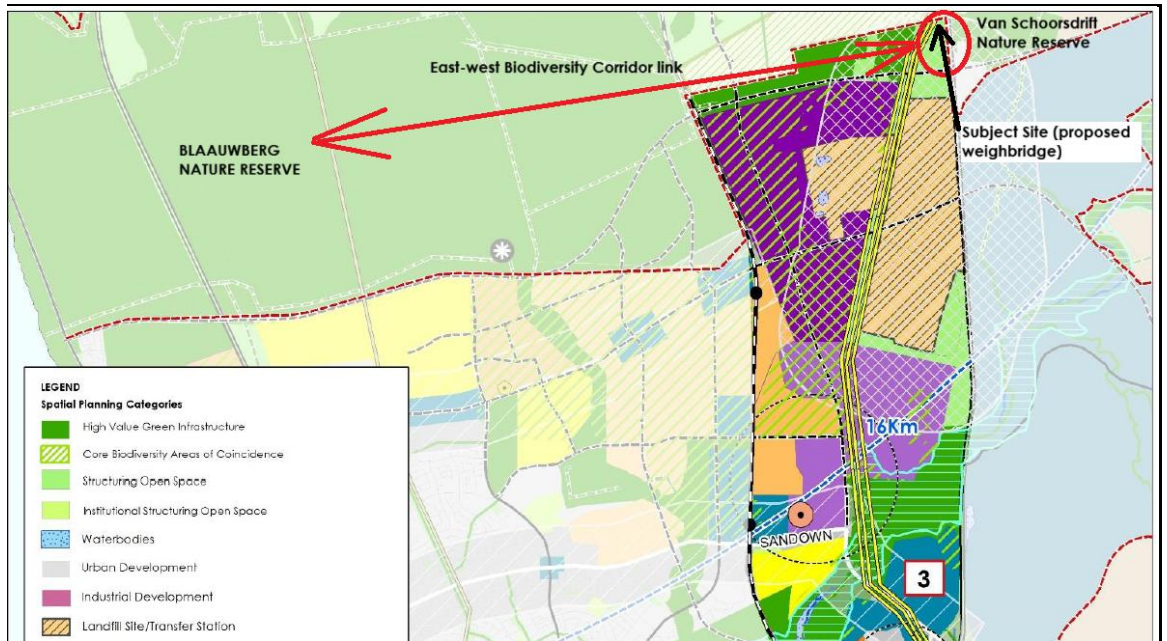 Van Schoorsdrift
Nature Reserve
East-west Biodiversity Corridor link
Subject Site (proposed
weighbridge)
BLAAUWBERG
NATURE RESERVE
16Km
SANDOWN
3
LEGEND
Spatial Planning Categories
High Value Green Infrastructure
Core Biodiversity Areas of Coincidence
Structuring Open Space
Institutional Structuring Open Space
Waterbodies
Urban Development
Industrial Development
Landfill Site/Transfer Station